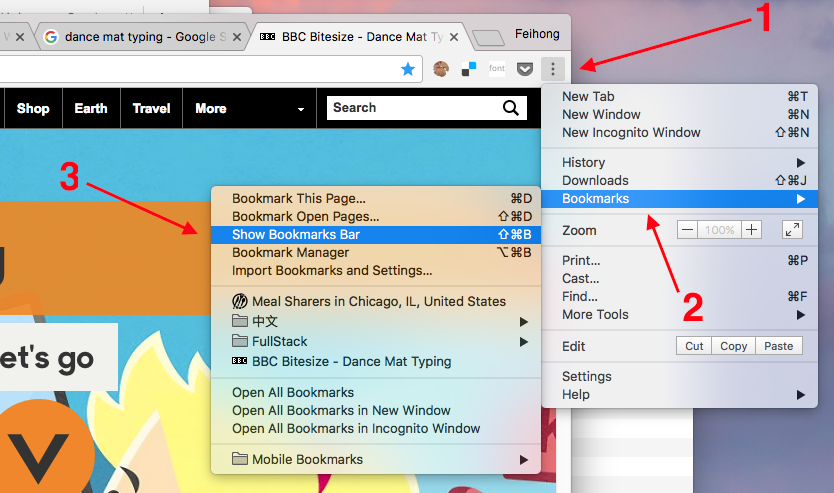 1
dance mat typing - Google S
BBC BBC Bitesize - Dance Mat Ty
Feihong
font
Shop Earth Travel More Search
New Tab ⌘T
New Window ⌘N
New Incognito Window ⇧⌘N
History
Downloads ⇧⌘J
Bookmarks
Zoom 100%
Print... ⌘P
Cast...
Find... ⌘F
More Tools
Edit Cut Copy Paste
Settings
Help
2
3
Bookmark This Page... ⌘D
Bookmark Open Pages... ⇧⌘D
Show Bookmarks Bar ⇧⌘B
Bookmark Manager ⌥⌘B
Import Bookmarks and Settings...
Meal Sharers in Chicago, IL, United States
中文
FullStack
BBC BBC Bitesize - Dance Mat Typing
Open All Bookmarks
Open All Bookmarks in New Window
Open All Bookmarks in Incognito Window
Mobile Bookmarks
et's go